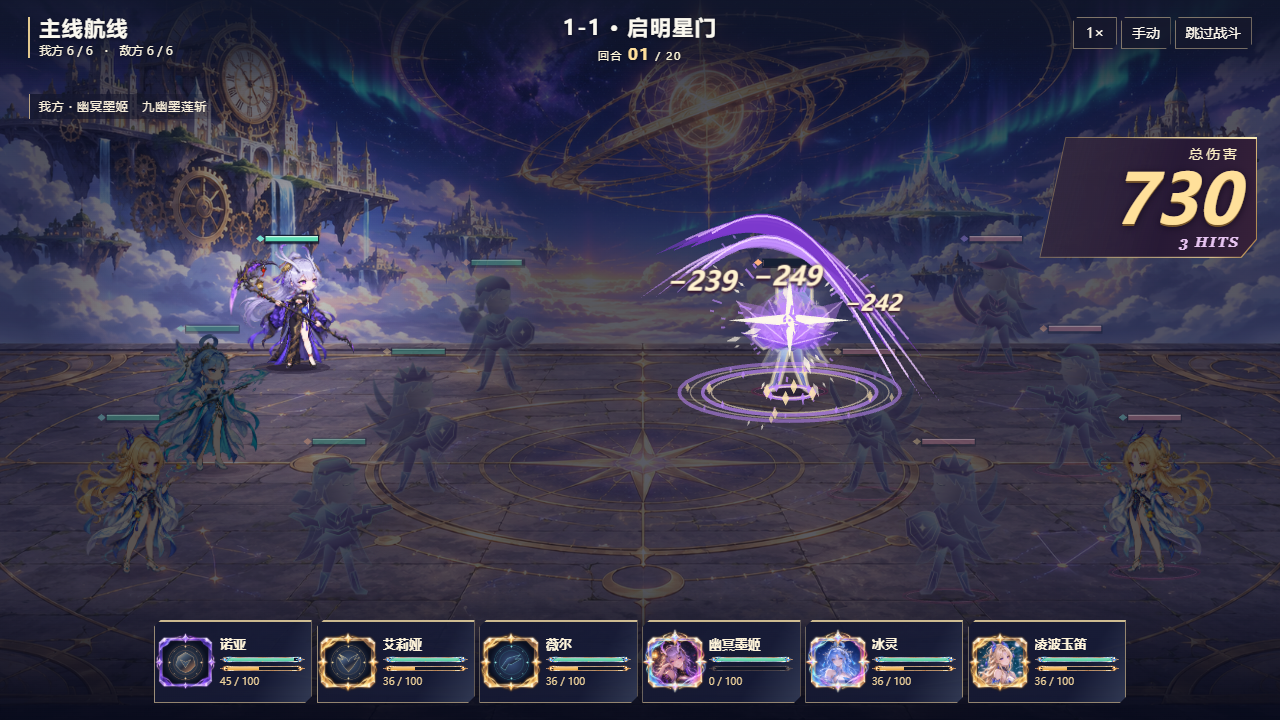 主线航线
我方 6 / 6 · 敌方 6 / 6
1-1 • 启明星门
回合 01 / 20
1×
手动
跳过战斗
我方 · 幽冥墨姬 九幽墨莲斩
总伤害
730
3 HITS
-239
-249
-242
诺亚
45 / 100
艾莉娅
36 / 100
薇尔
36 / 100
幽冥墨姬
0 / 100
冰灵
36 / 100
凌波玉笛
36 / 100